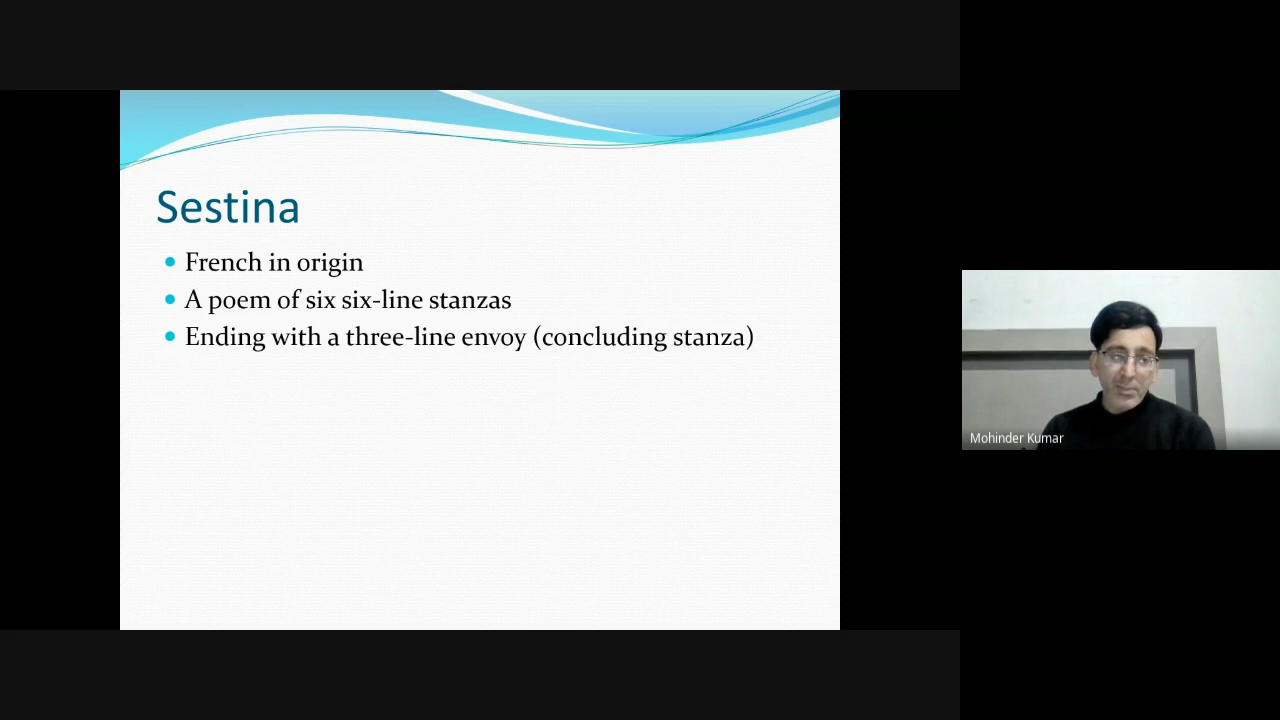 Sestina
French in origin
A poem of six six-line stanzas
Ending with a three-line envoy (concluding stanza)
Mohinder Kumar